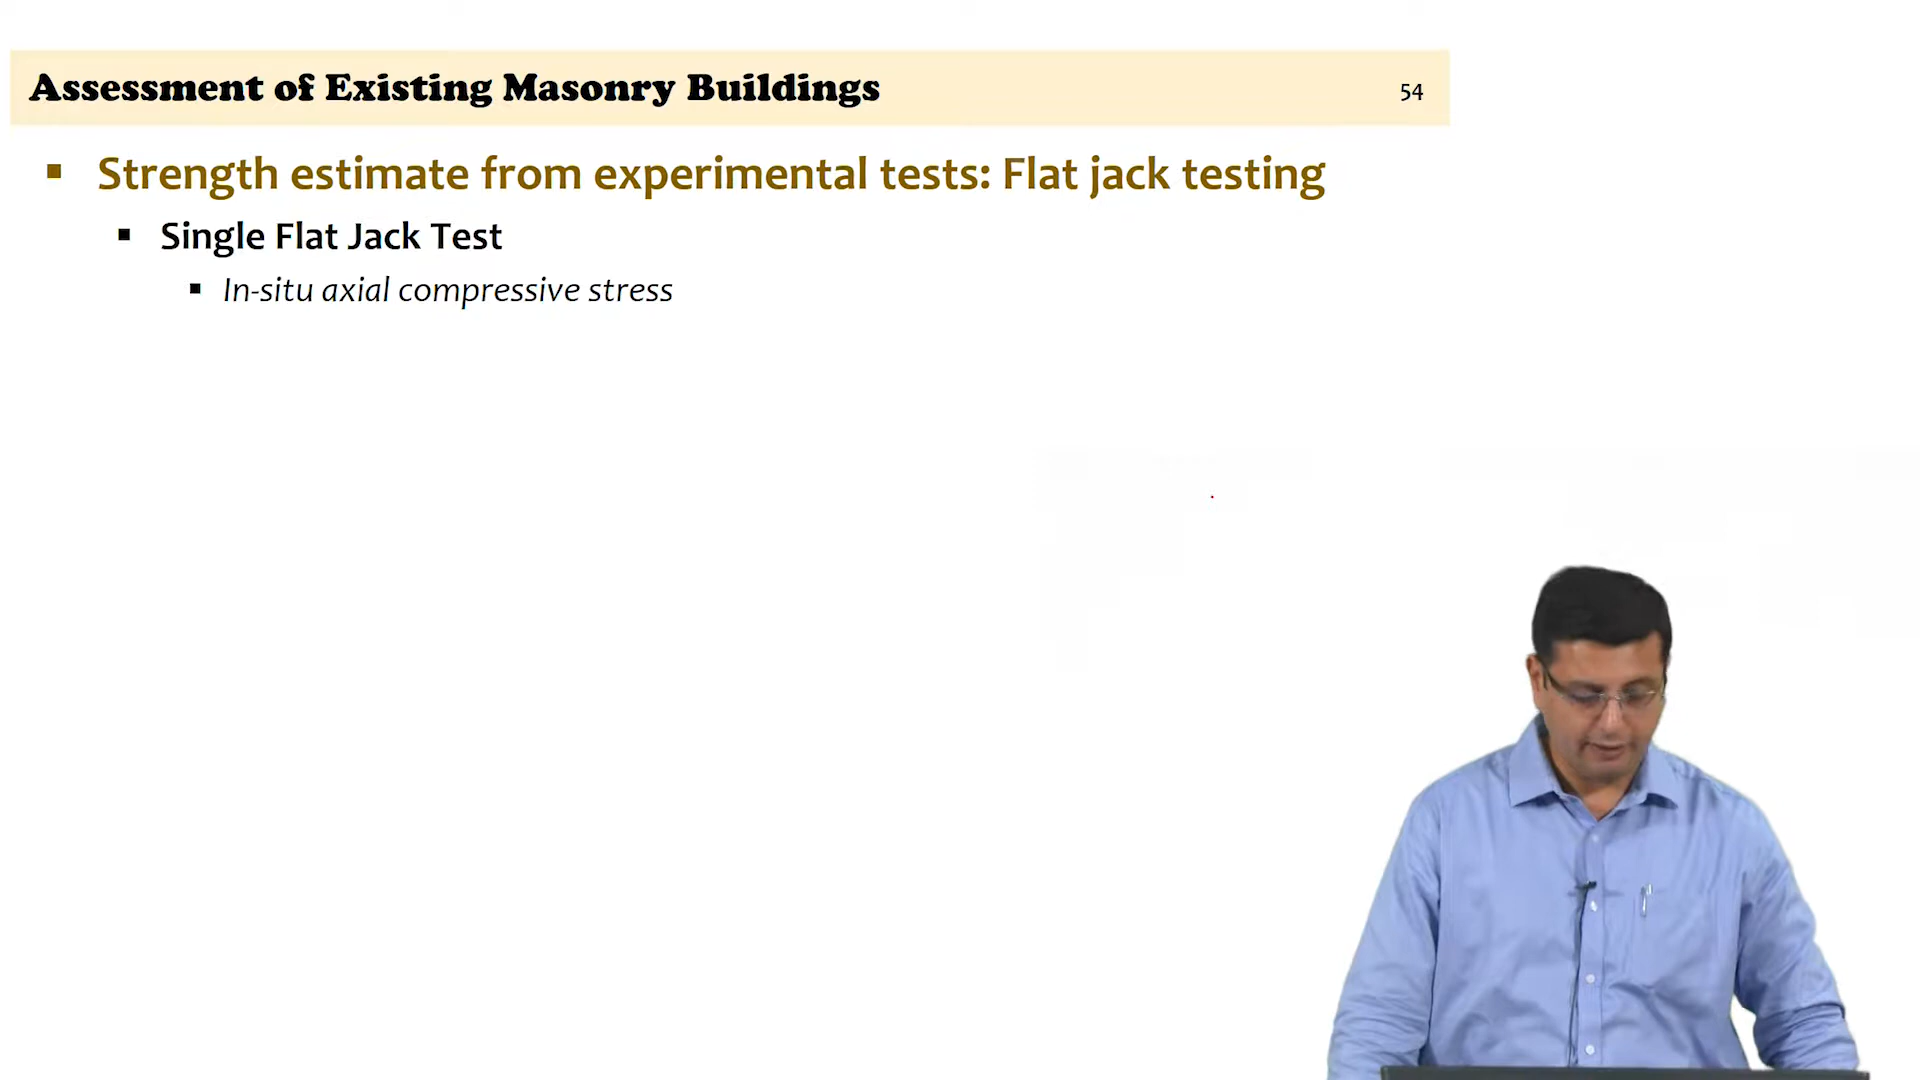 Assessment of Existing Masonry Buildings 54
Strength estimate from experimental tests: Flat jack testing
Single Flat Jack Test
In-situ axial compressive stress